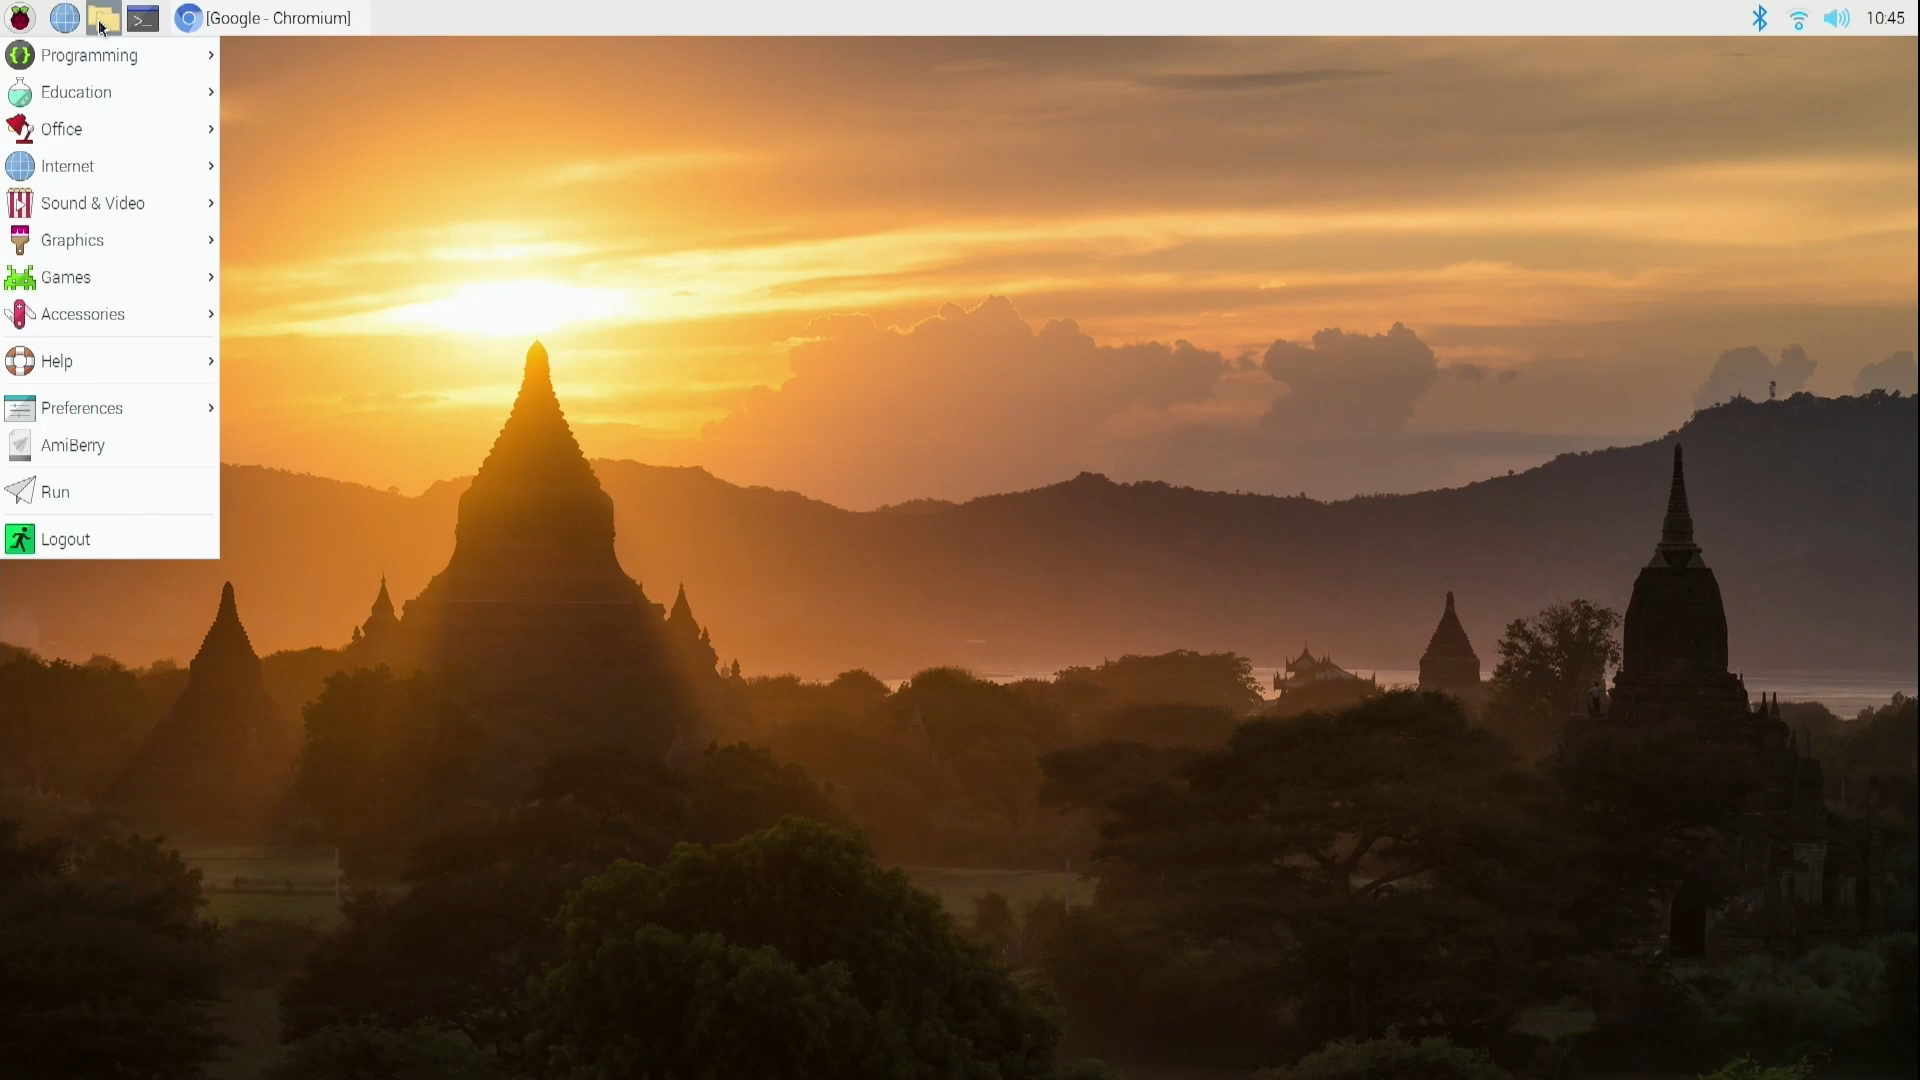 [Google - Chromium]
10:45
Programming
Education
Office
Internet
Sound & Video
Graphics
Games
Accessories
Help
Preferences
AmiBerry
Run
Logout